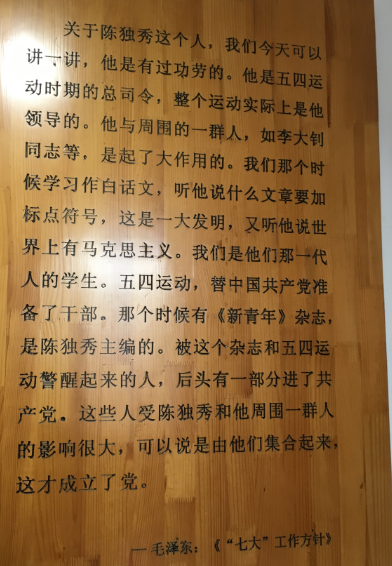 关于陈独秀这个人，我们今天可以
讲一讲，他是有过功劳的。他是五四运
动时期的总司令，整个运动实际上是他
领导的。他与周围的一群人，如李大钊
同志等，是起了大作用的。我们那个时
候学习作白话文，听他说什么文章要加
标点符号，这是一大发明，又听他说世
界上有马克思主义。我们是他们那一代
人的学生。五四运动，替中国共产党准
备了干部。那个时候有《新青年》杂志，
是陈独秀主编的。被这个杂志和五四运
动警醒起来的人，后头有一部分进了共
产党。这些人受陈独秀和他周围一群人
的影响很大，可以说是由他们集合起来，
这才成立了党。
—毛泽东：《“七大”工作方针》